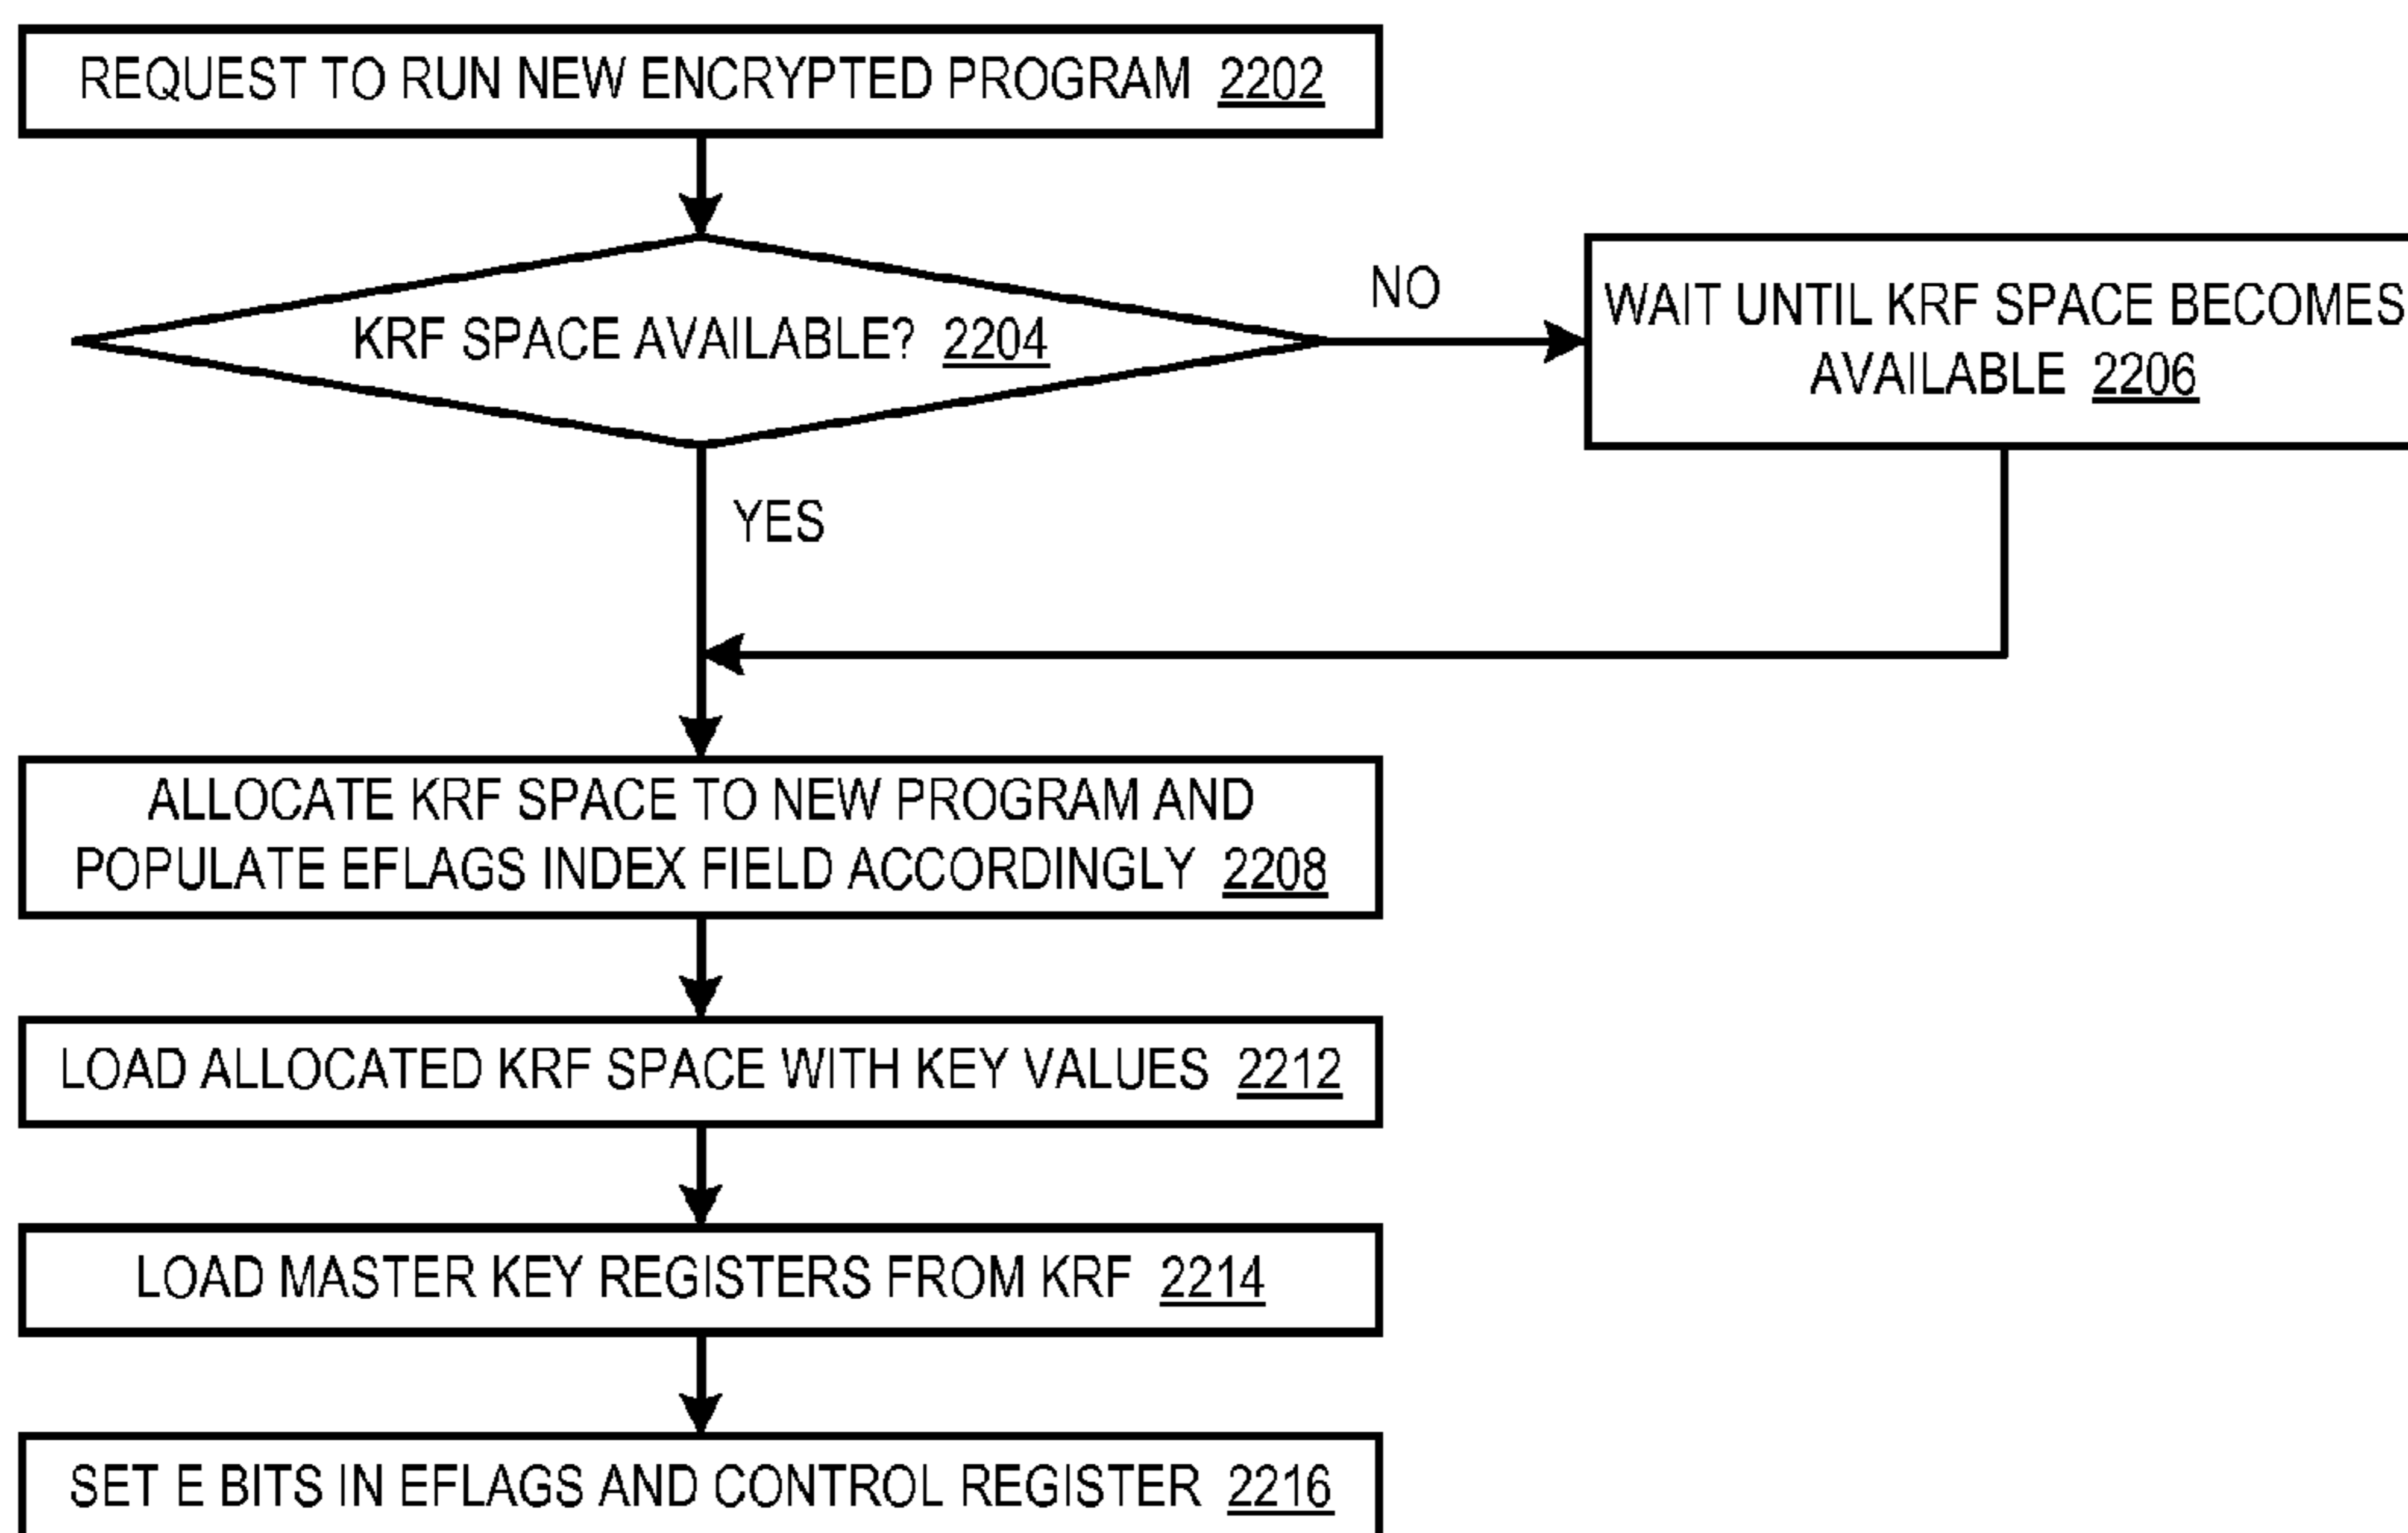 REQUEST TO RUN NEW ENCRYPTED PROGRAM 2202
KRF SPACE AVAILABLE? 2204
NO
WAIT UNTIL KRF SPACE BECOMES
AVAILABLE 2206
YES
ALLOCATE KRF SPACE TO NEW PROGRAM AND
POPULATE EFLAGS INDEX FIELD ACCORDINGLY 2208
LOAD ALLOCATED KRF SPACE WITH KEY VALUES 2212
LOAD MASTER KEY REGISTERS FROM KRF 2214
SET E BITS IN EFLAGS AND CONTROL REGISTER 2216